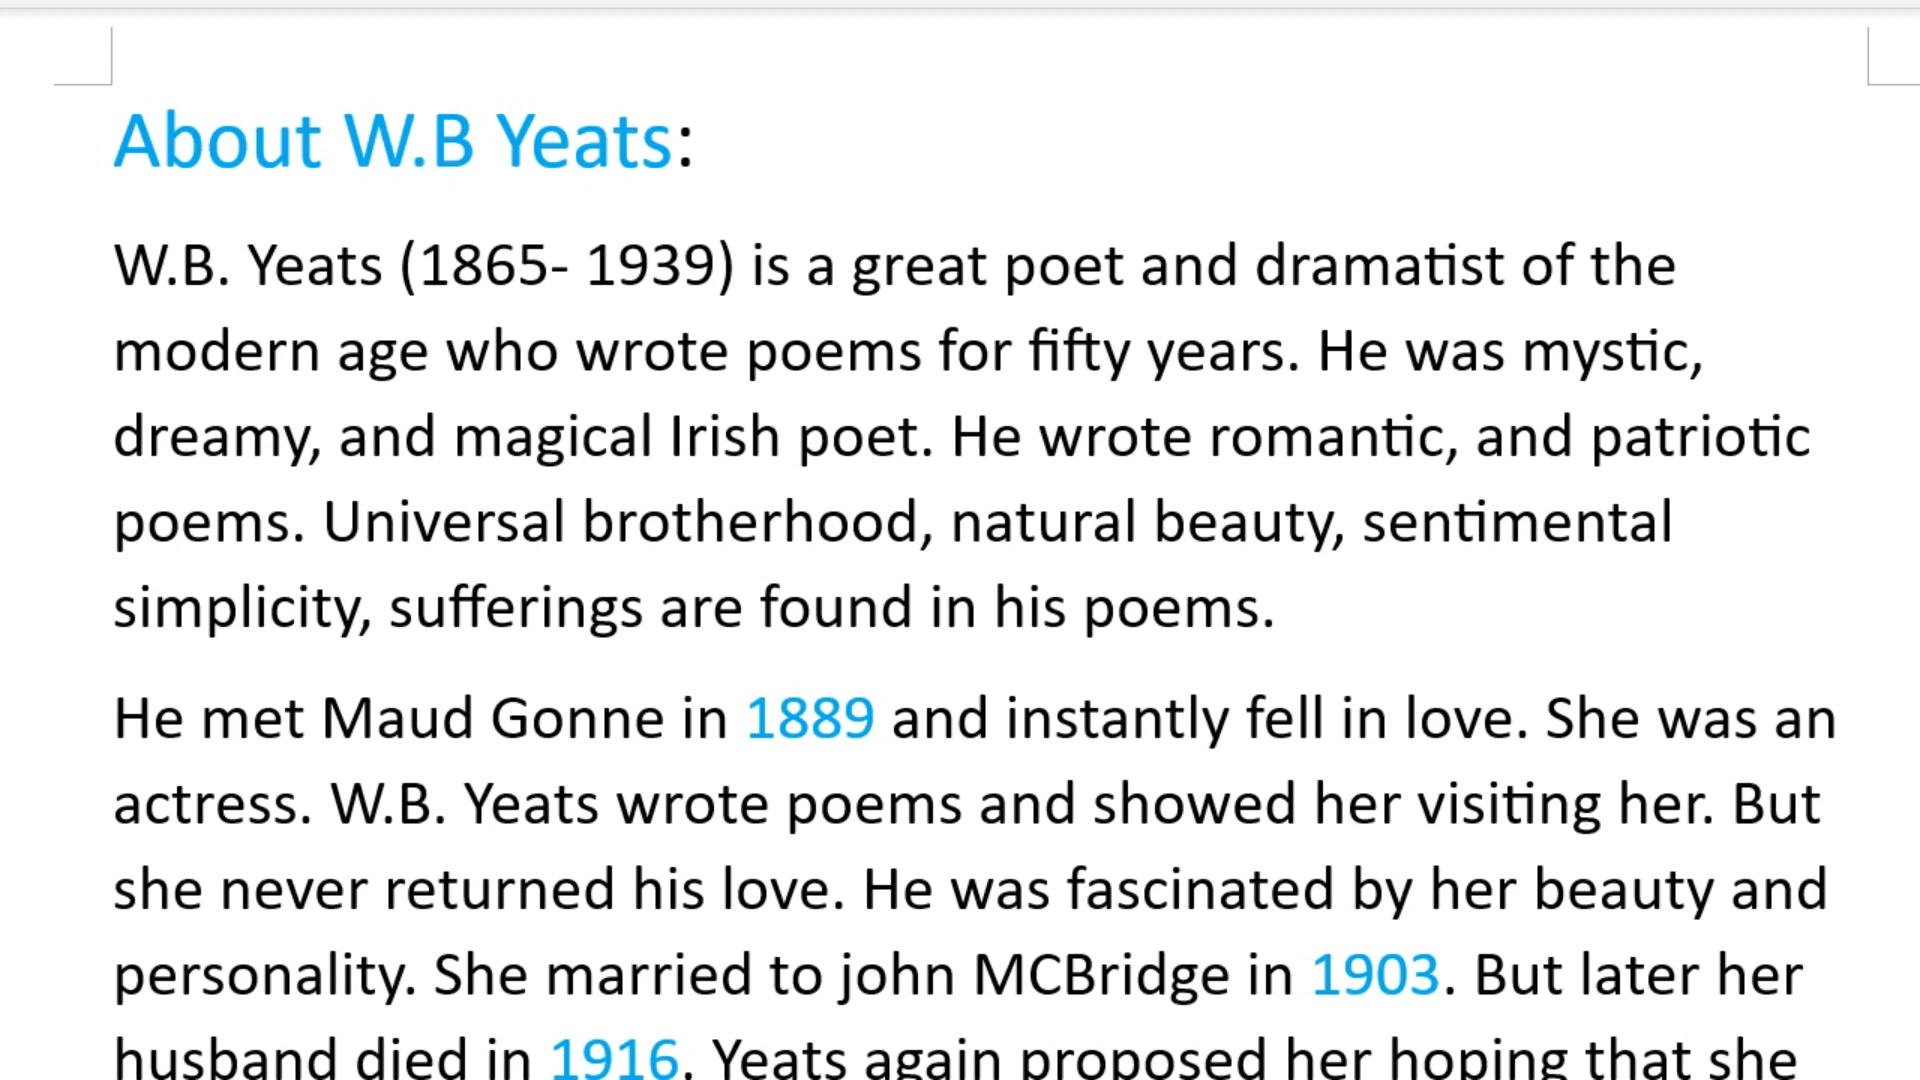 About W.B Yeats:
W.B. Yeats (1865- 1939) is a great poet and dramatist of the
modern age who wrote poems for fifty years. He was mystic,
dreamy, and magical Irish poet. He wrote romantic, and patriotic
poems. Universal brotherhood, natural beauty, sentimental
simplicity, sufferings are found in his poems.
He met Maud Gonne in 1889 and instantly fell in love. She was an
actress. W.B. Yeats wrote poems and showed her visiting her. But
she never returned his love. He was fascinated by her beauty and
personality. She married to john MCBridge in 1903. But later her
husband died in 1916. Yeats again proposed her hoping that she